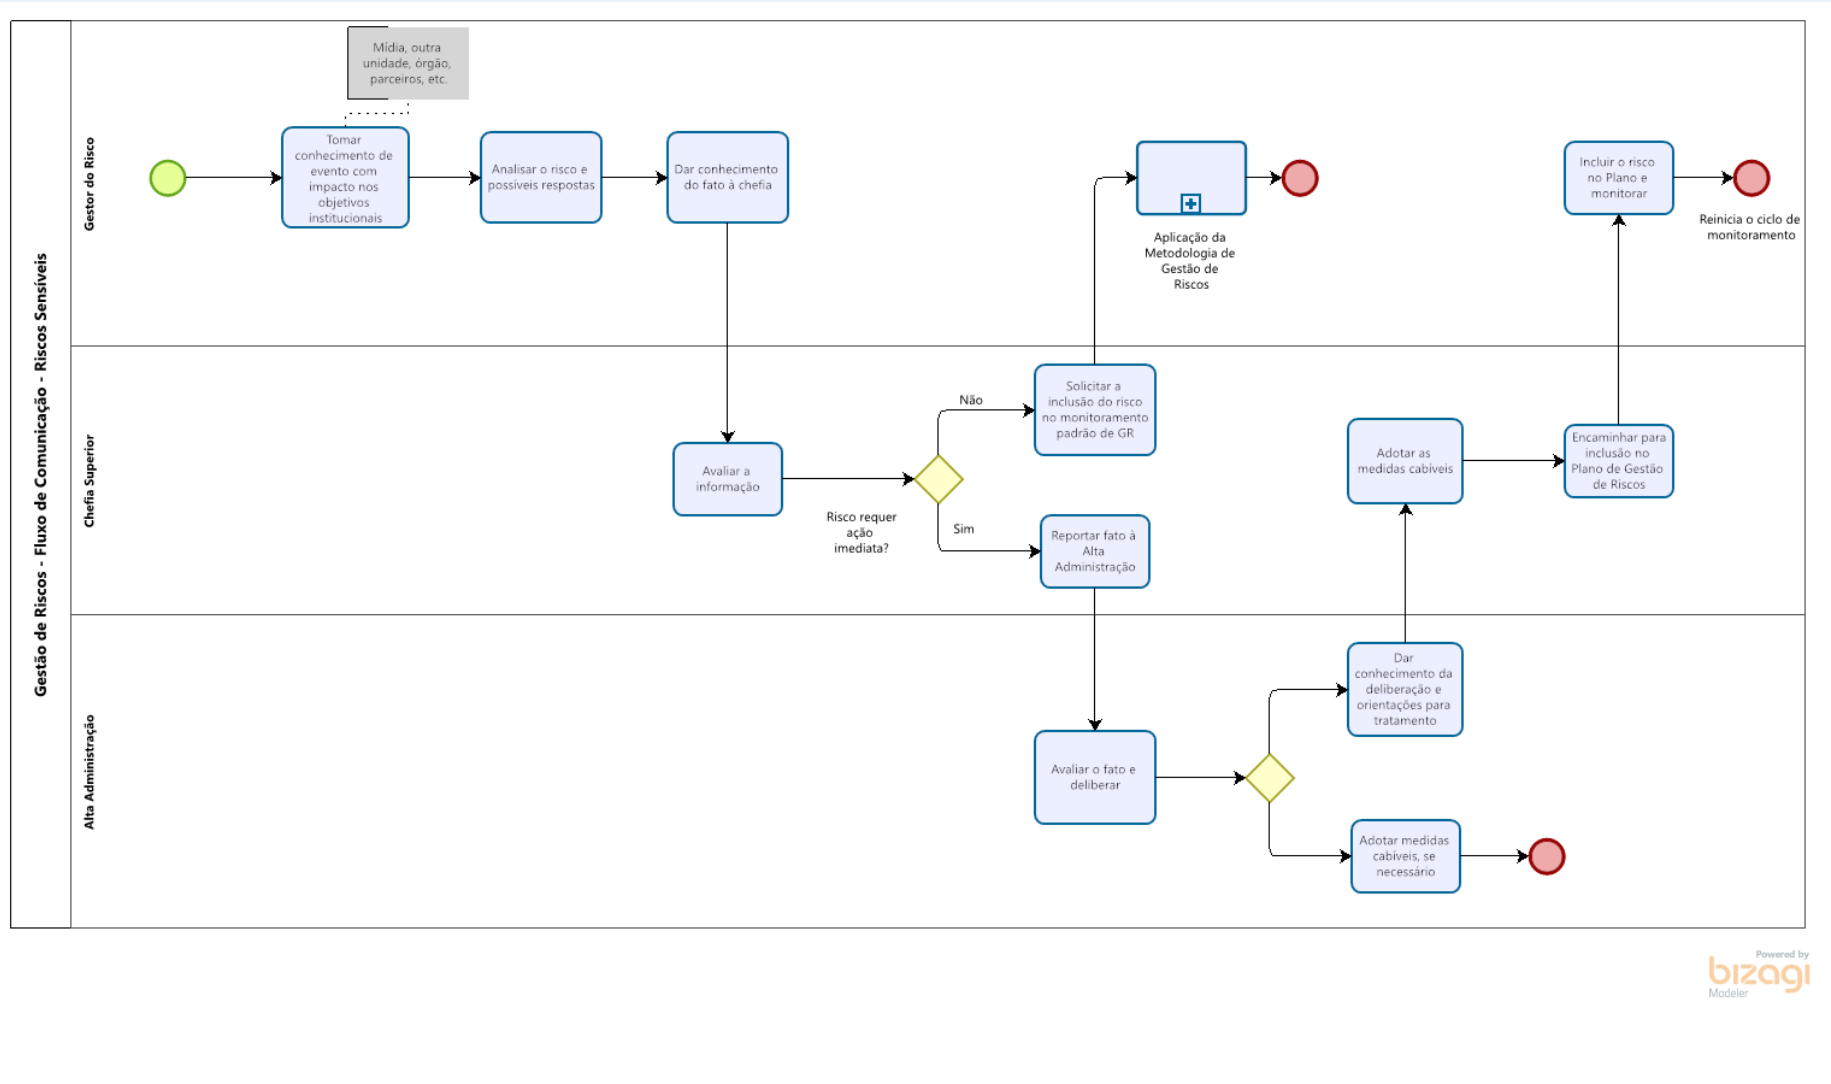 Gestão de Riscos - Fluxo de Comunicação - Riscos Sensíveis
Gestor do Risco
Mídia, outra
unidade, órgão,
parceiros, etc.
Tomar
conhecimento de
evento com
impacto nos
objetivos
institucionais
Analisar o risco e
possíveis respostas
Dar conhecimento
do fato à chefia
Aplicação da
Metodologia de
Gestão de
Riscos
Incluir o risco
no Plano e
monitorar
Reinicia o ciclo de
monitoramento
Chefia Superior
Avaliar a
informação
Risco requer
ação
imediata?
Não
Sim
Solicitar a
inclusão do risco
no monitoramento
padrão de GR
Reportar fato à
Alta
Administração
Adotar as
medidas cabíveis
Encaminhar para
inclusão no
Plano de Gestão
de Riscos
Alta Administração
Avaliar o fato e
deliberar
Dar
conhecimento da
deliberação e
orientações para
tratamento
Adotar medidas
cabíveis, se
necessário
Powered by
bizagi
Modeler